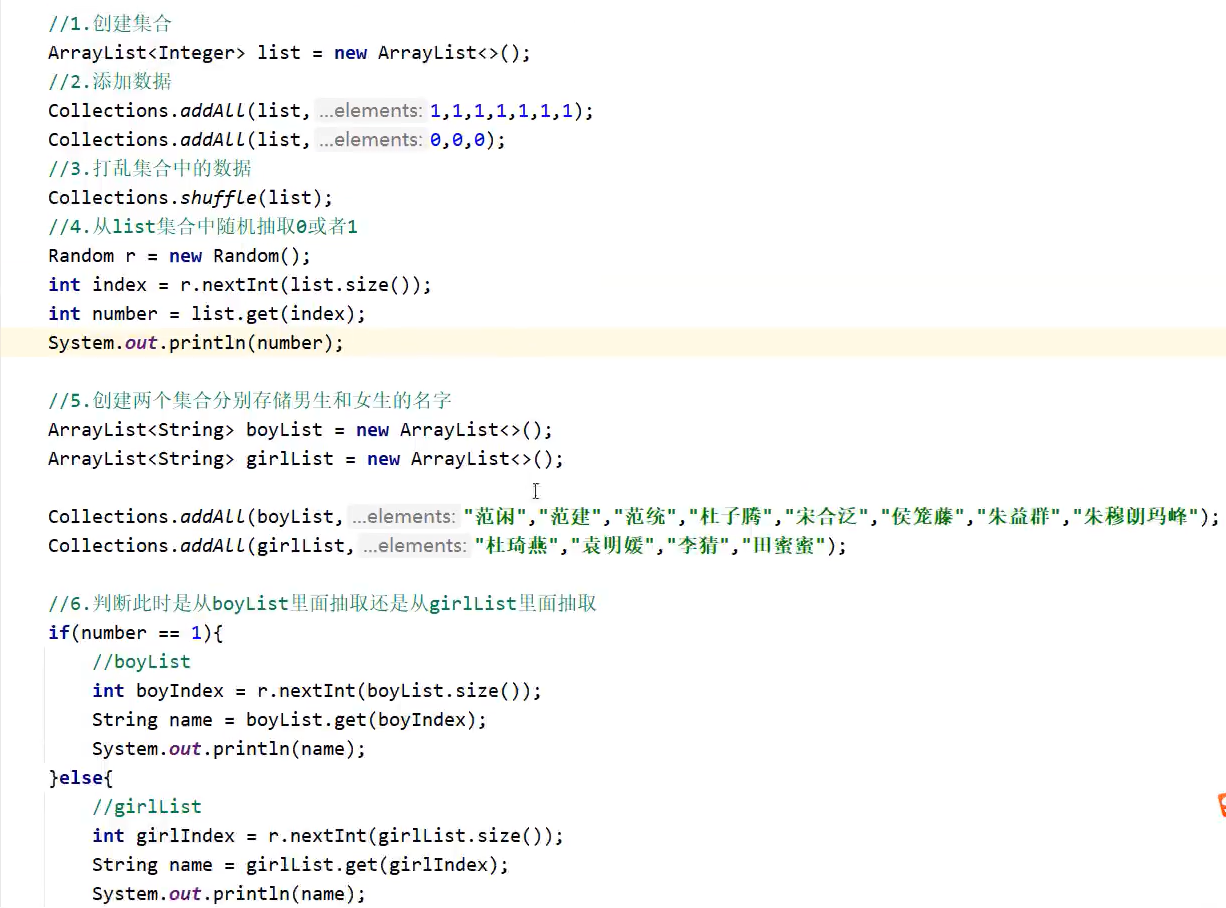 //1.创建集合
ArrayList<Integer> list = new ArrayList<>();
//2.添加数据
Collections.addAll(list, ...elements: 1,1,1,1,1,1,1);
Collections.addAll(list, ...elements: 0,0,0);
//3.打乱集合中的数据
Collections.shuffle(list);
//4.从list集合中随机抽取0或者1
Random r = new Random();
int index = r.nextInt(list.size());
int number = list.get(index);
System.out.println(number);
//5.创建两个集合分别存储男生和女生的名字
ArrayList<String> boyList = new ArrayList<>();
ArrayList<String> girlList = new ArrayList<>();
Collections.addAll(boyList, ...elements: "范闲","范建","范统","杜子腾","宋合泛","侯笼藤","朱益群","朱穆朗玛峰");
Collections.addAll(girlList, ...elements: "杜琦燕","袁明媛","李猜","田蜜蜜");
//6.判断此时是从boyList里面抽取还是从girlList里面抽取
if(number == 1){
//boyList
int boyIndex = r.nextInt(boyList.size());
String name = boyList.get(boyIndex);
System.out.println(name);
}else{
//girlList
int girlIndex = r.nextInt(girlList.size());
String name = girlList.get(girlIndex);
System.out.println(name);